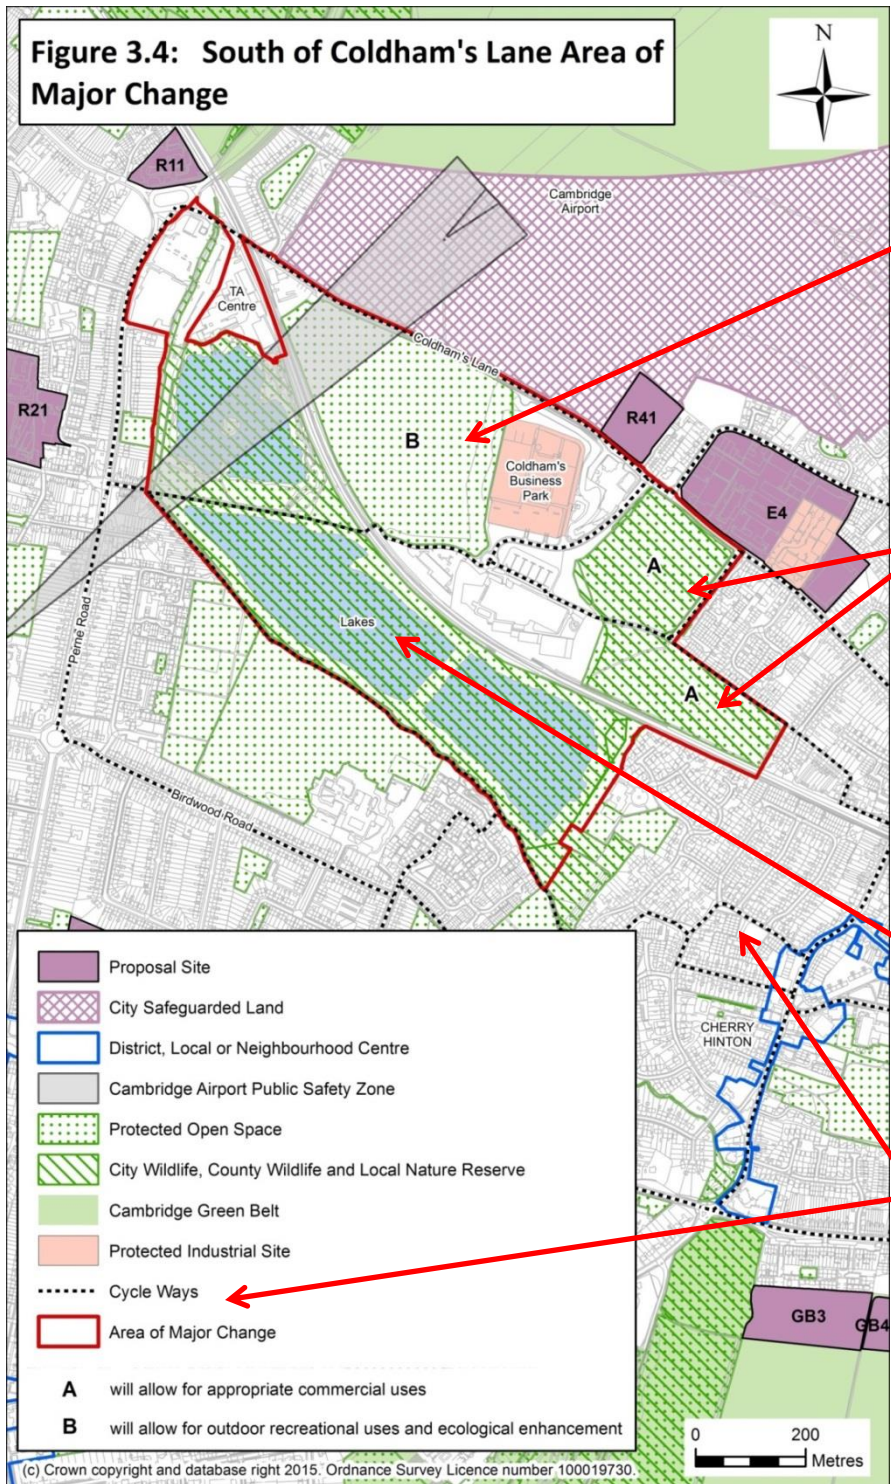 Figure 3.4: South of Coldham's Lane Area of
Major Change
N
R11
Cambridge
Airport
TA
Centre
Coldham's Lane
R21
R41
B
Coldham's
Business
Park
E4
A
Lakes
Perne Road
A
Birdwood Road
Proposal Site
City Safeguarded Land
District, Local or Neighbourhood Centre
Cambridge Airport Public Safety Zone
Protected Open Space
City Wildlife, County Wildlife and Local Nature Reserve
Cambridge Green Belt
Protected Industrial Site
Cycle Ways
Area of Major Change
A will allow for appropriate commercial uses
B will allow for outdoor recreational uses and ecological enhancement
CHERRY
HINTON
GB3
GB4
0 200
Metres
(c) Crown copyright and database right 2015. Ordnance Survey Licence number 100019730.